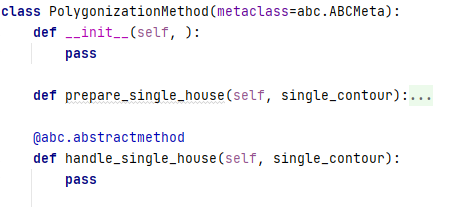 class PolygonizationMethod(metaclass=abc.ABCMeta):
    def __init__(self, ):
        pass

    def prepare_single_house(self, single_contour):...

    @abc.abstractmethod
    def handle_single_house(self, single_contour):
        pass